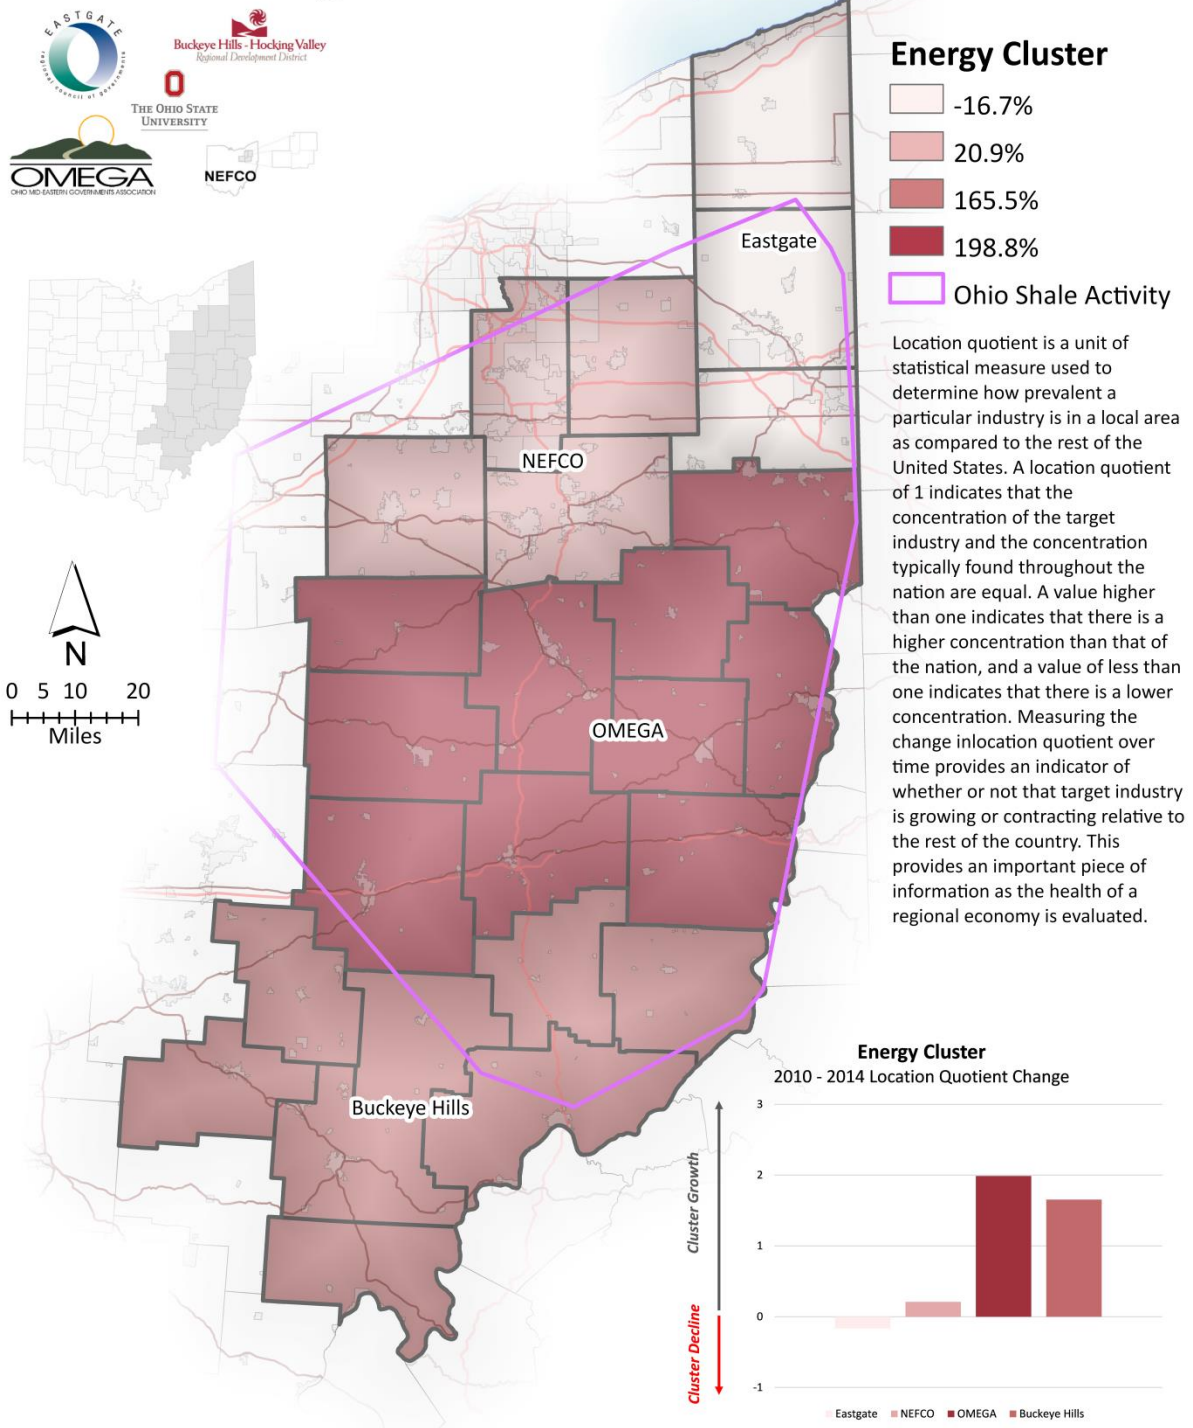 EASTGATE
regional council of governments
Buckeye Hills - Hocking Valley
Regional Development District
THE OHIO STATE
UNIVERSITY
OMEGA
OHIO MID-EASTERN GOVERNMENTS ASSOCIATION
NEFCO
Energy Cluster
-16.7%
20.9%
165.5%
198.8%
Ohio Shale Activity
Location quotient is a unit of
statistical measure used to
determine how prevalent a
particular industry is in a local area
as compared to the rest of the
United States. A location quotient
of 1 indicates that the
concentration of the target
industry and the concentration
typically found throughout the
nation are equal. A value higher
than one indicates that there is a
higher concentration than that of
the nation, and a value of less than
one indicates that there is a lower
concentration. Measuring the
change inlocation quotient over
time provides an indicator of
whether or not that target industry
is growing or contracting relative to
the rest of the country. This
provides an important piece of
information as the health of a
regional economy is evaluated.
Eastgate
NEFCO
OMEGA
Buckeye Hills
N
0 5 10 20
Miles
Energy Cluster
2010 - 2014 Location Quotient Change
Cluster Growth
Cluster Decline
3
2
1
0
-1
Eastgate NEFCO OMEGA Buckeye Hills